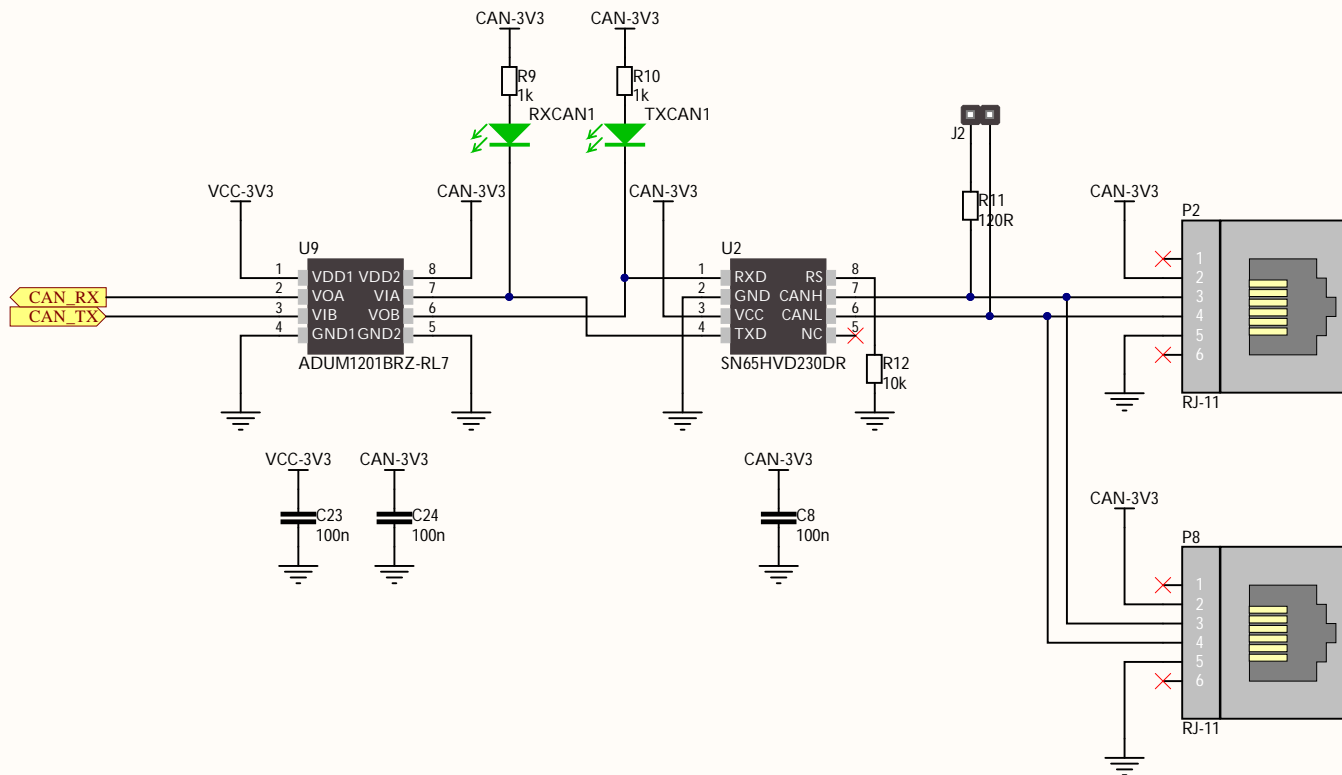 CAN-3V3
CAN-3V3
R9
1k
R10
1k
RXCAN1
TXCAN1
J2
VCC-3V3
CAN-3V3
CAN-3V3
CAN-3V3
R11
120R
P2
U9
U2
1
2
3
4
VDD1
VDD2
VOA
VIA
VIB
VOB
GND1
GND2
8
7
6
5
ADUM1201BRZ-RL7
CAN_RX
CAN_TX
1
2
3
4
RXD
RS
GND
CANH
VCC
CANL
TXD
NC
8
7
6
5
SN65HVD230DR
R12
10k
1
2
3
4
5
6
RJ-11
VCC-3V3
CAN-3V3
CAN-3V3
C23
100n
C24
100n
C8
100n
CAN-3V3
P8
1
2
3
4
5
6
RJ-11